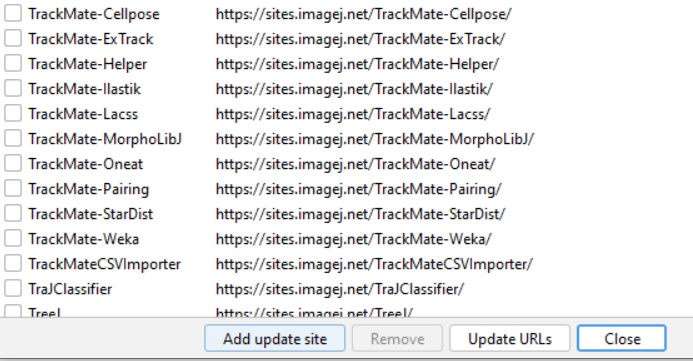 TrackMate-Cellpose https://sites.imagej.net/TrackMate-Cellpose/
TrackMate-ExTrack https://sites.imagej.net/TrackMate-ExTrack/
TrackMate-Helper https://sites.imagej.net/TrackMate-Helper/
TrackMate-Ilastik https://sites.imagej.net/TrackMate-Ilastik/
TrackMate-Lacss https://sites.imagej.net/TrackMate-Lacss/
TrackMate-MorphoLibJ https://sites.imagej.net/TrackMate-MorphoLibJ/
TrackMate-Oneat https://sites.imagej.net/TrackMate-Oneat/
TrackMate-Pairing https://sites.imagej.net/TrackMate-Pairing/
TrackMate-StarDist https://sites.imagej.net/TrackMate-StarDist/
TrackMate-Weka https://sites.imagej.net/TrackMate-Weka/
TrackMateCSVImporter https://sites.imagej.net/TrackMateCSVImporter/
TraJClassifier https://sites.imagej.net/TraJClassifier/
TreeJ https://sites.imagej.net/TreeJ/
Add update site Remove Update URLs Close